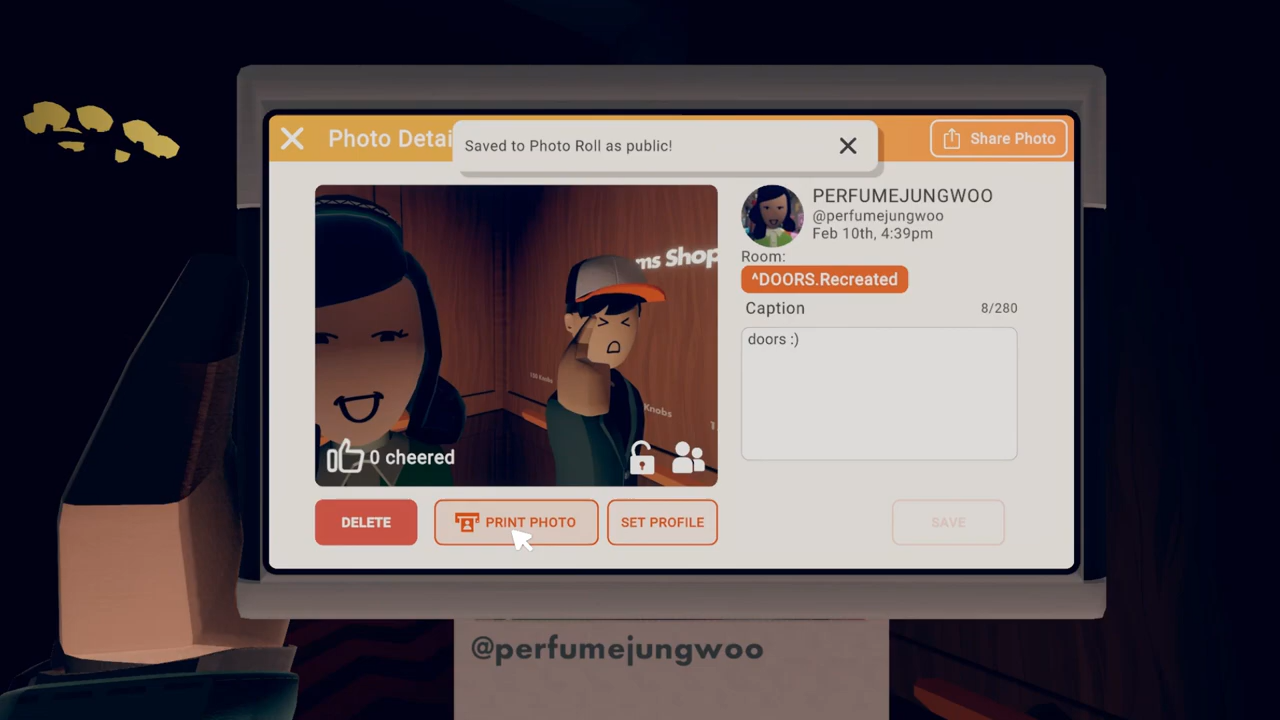 Photo Detai
Saved to Photo Roll as public!
Share Photo
ms Shop
Knobs
0 cheered
PERFUMEJUNGWOO
@perfumejungwoo
Feb 10th, 4:39pm
Room:
^DOORS.Recreated
Caption
8/280
doors :)
DELETE
PRINT PHOTO
SET PROFILE
SAVE
@perfumejungwoo